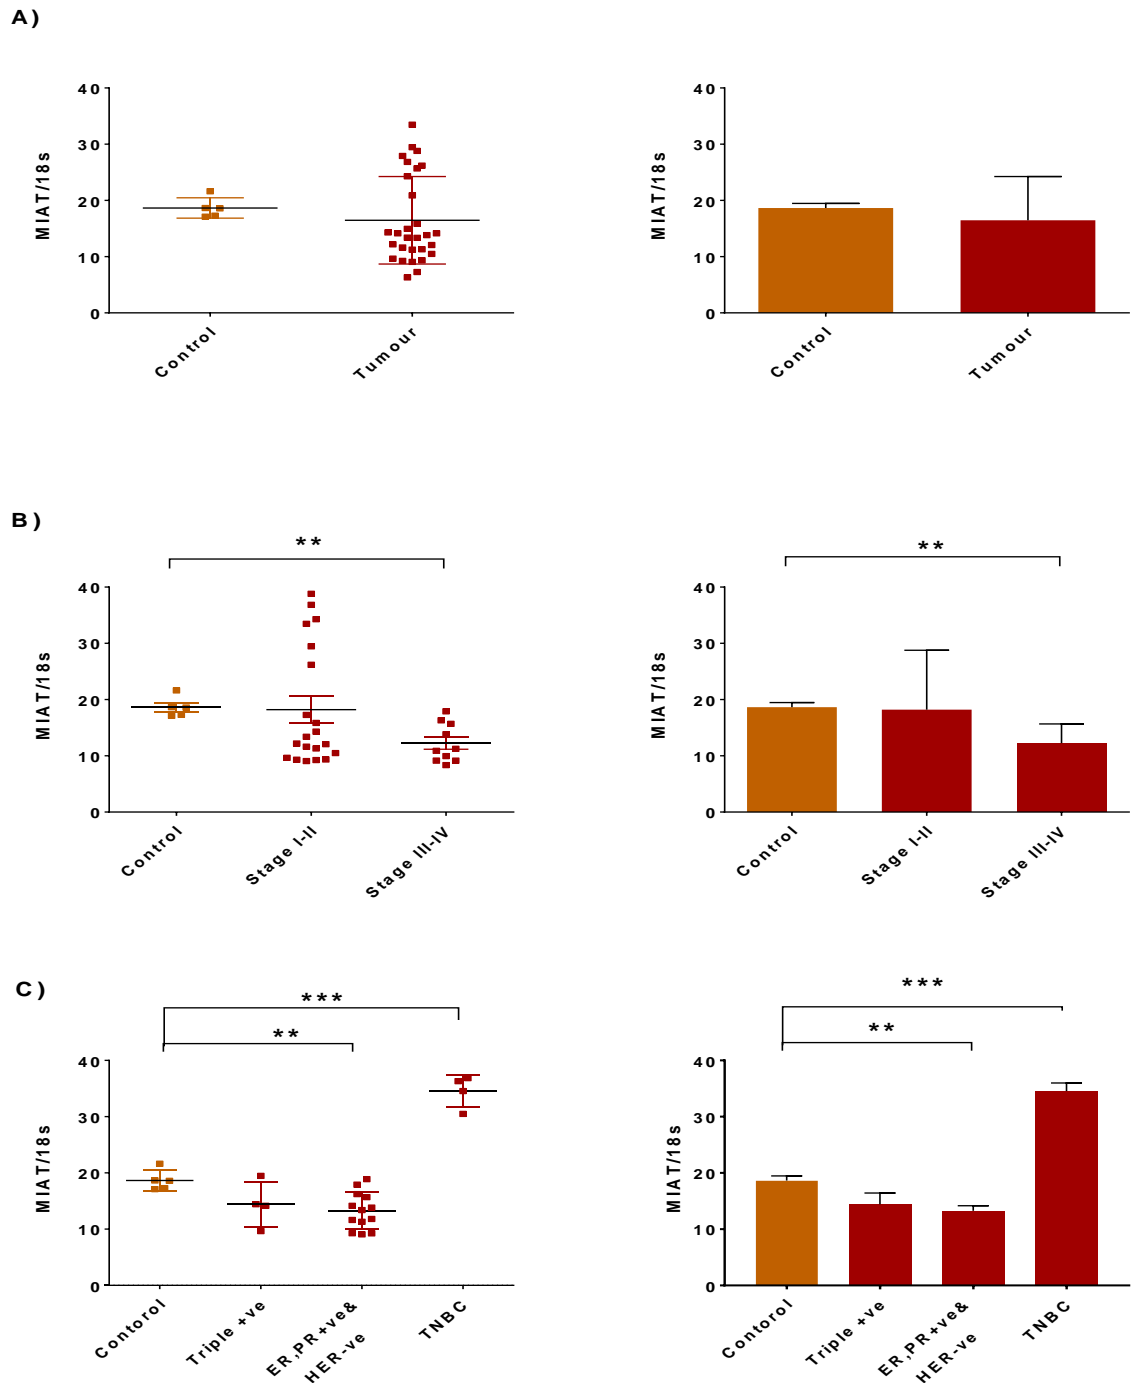 A)
40
30
20
10
0
MIAT/18s
Control
Tumour
40
30
20
10
0
MIAT/18s
Control
Tumour
B)
**
40
30
20
10
0
MIAT/18s
Control
Stage I-II
Stage III-IV
**
40
30
20
10
0
MIAT/18s
Control
Stage I-II
Stage III-IV
C)
***
**
40
30
20
10
0
MIAT/18s
Contorol
Triple +ve
ER,PR+ve&
HER-ve
TNBC
***
**
40
30
20
10
0
MIAT/18s
Controrol
Triple +ve
ER,PR+ve&
HER-ve
TNBC